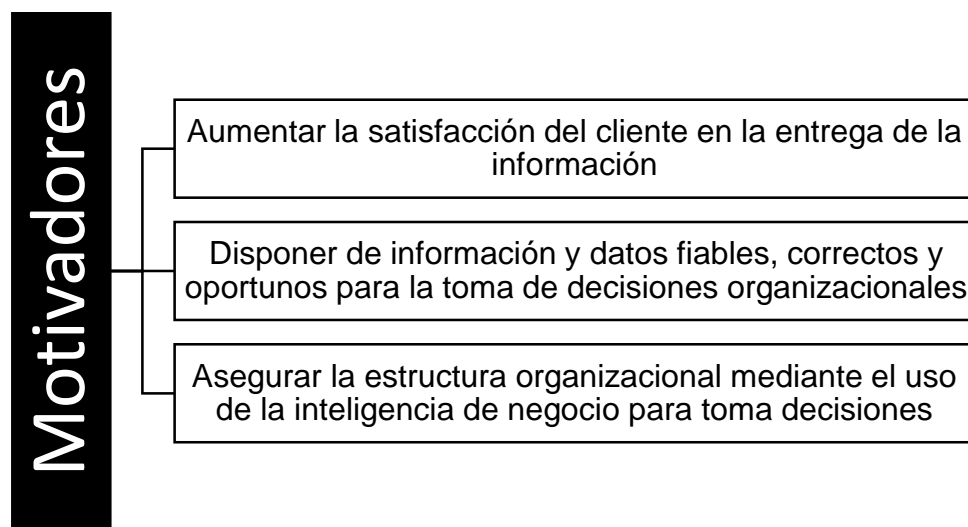 Motivadores
Aumentar la satisfacción del cliente en la entrega de la
información
Disponer de información y datos fiables, correctos y
oportunos para la toma de decisiones organizacionales
Asegurar la estructura organizacional mediante el uso
de la inteligencia de negocio para toma decisiones